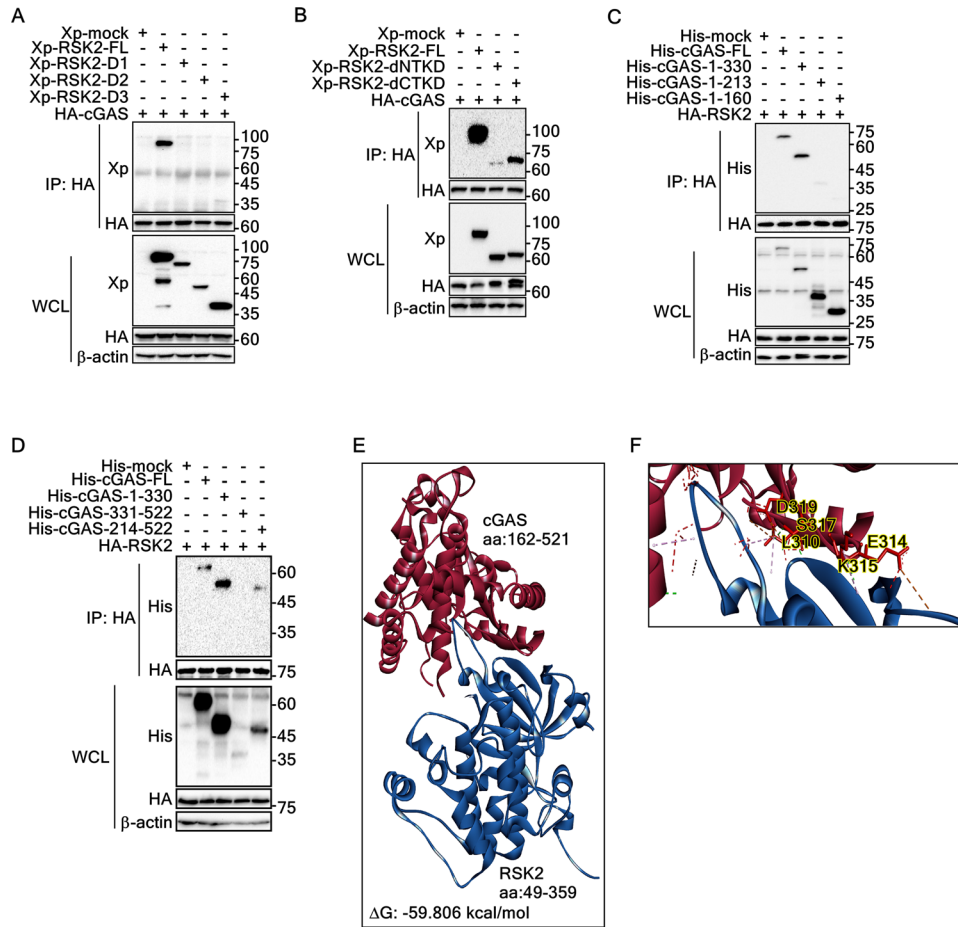 A
Xp-mock + - - - -
Xp-RSK2-FL - + - - -
Xp-RSK2-D1 - - + - -
Xp-RSK2-D2 - - - + -
Xp-RSK2-D3 - - - - +
HA-cGAS + + + + +
IP: HA
Xp
100
75
60
45
35
HA
60
WCL
Xp
100
75
60
45
35
HA
60
β-actin
B
Xp-mock + - - -
Xp-RSK2-FL - + - -
Xp-RSK2-dNTKD - - + -
Xp-RSK2-dCTKD - - - +
HA-cGAS + + + +
IP: HA
Xp
100
75
60
HA
60
WCL
Xp
100
75
60
HA
60
β-actin
C
His-mock + - - - -
His-cGAS-FL - + - - -
His-cGAS-1-330 - - + - -
His-cGAS-1-213 - - - + -
His-cGAS-1-160 - - - - +
HA-RSK2 + + + + +
IP: HA
His
75
60
45
35
25
HA
75
WCL
His
75
60
45
35
25
HA
75
β-actin
D
His-mock + - - - -
His-cGAS-FL - + - - -
His-cGAS-1-330 - - + - -
His-cGAS-331-522 - - - + -
His-cGAS-214-522 - - - - +
HA-RSK2 + + + + +
IP: HA
His
60
45
35
HA
75
WCL
His
60
45
35
HA
75
β-actin
E
cGAS
aa:162-521
RSK2
aa:49-359
ΔG: -59.806 kcal/mol
F
D319
S317
L310
E314
K315